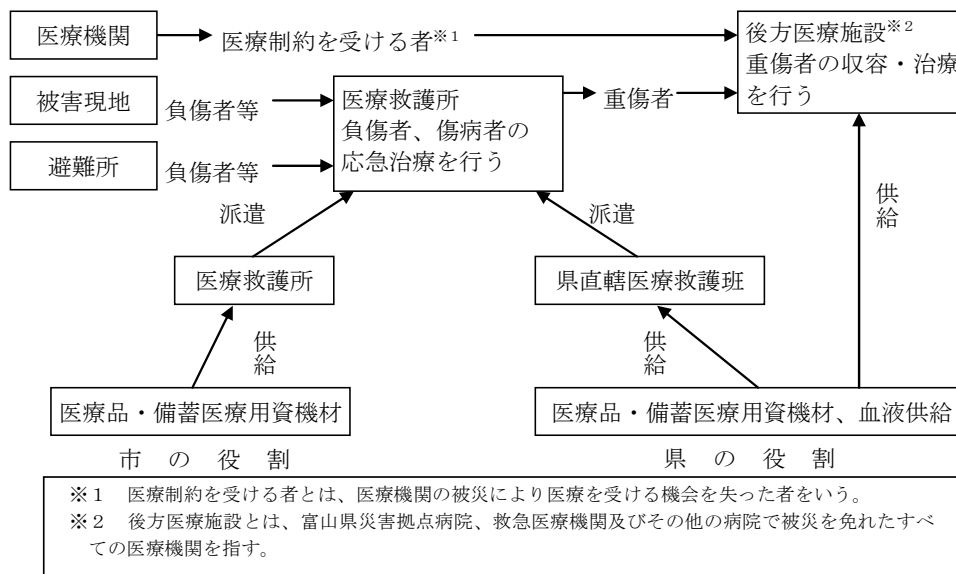 医療機関
医療制約を受ける者※1
後方医療施設※2
重傷者の収容・治療
を行う
被害現地
負傷者等
医療救護所
負傷者、傷病者の
応急治療を行う
重傷者
避難所
負傷者等
派遣
派遣
供給
医療救護所
県直轄医療救護班
供給
供給
医療品・備蓄医療用資機材
医療品・備蓄医療用資機材、血液供給
市の役割
県の役割
※1 医療制約を受ける者とは、医療機関の被災により医療を受ける機会を失った者をいう。
※2 後方医療施設とは、富山県災害拠点病院、救急医療機関及びその他の病院で被災を免れたすべ
ての医療機関を指す。